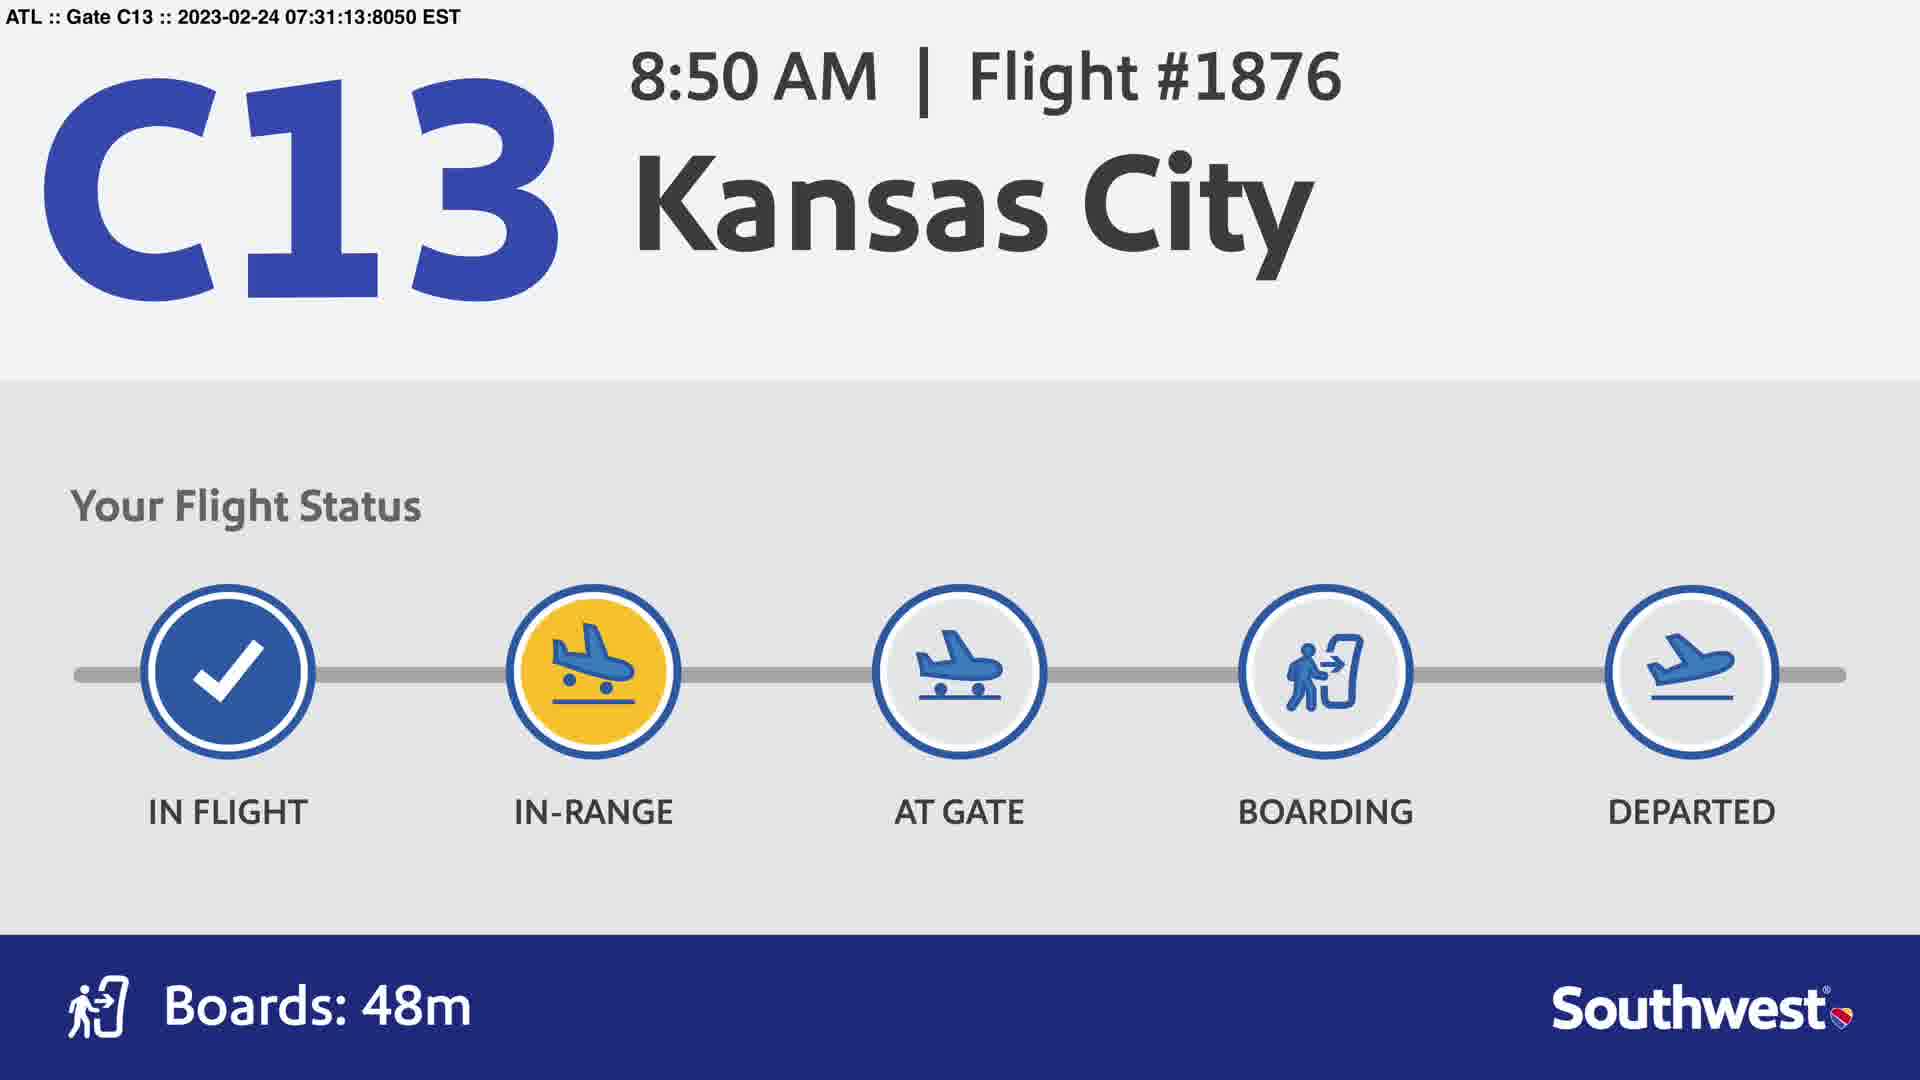 ATL :: Gate C13 :: 2023-02-24 07:31:13:8050 EST
C13
8:50 AM | Flight #1876
Kansas City
Your Flight Status
IN FLIGHT
IN-RANGE
AT GATE
BOARDING
DEPARTED
Boards: 48m
Southwest®